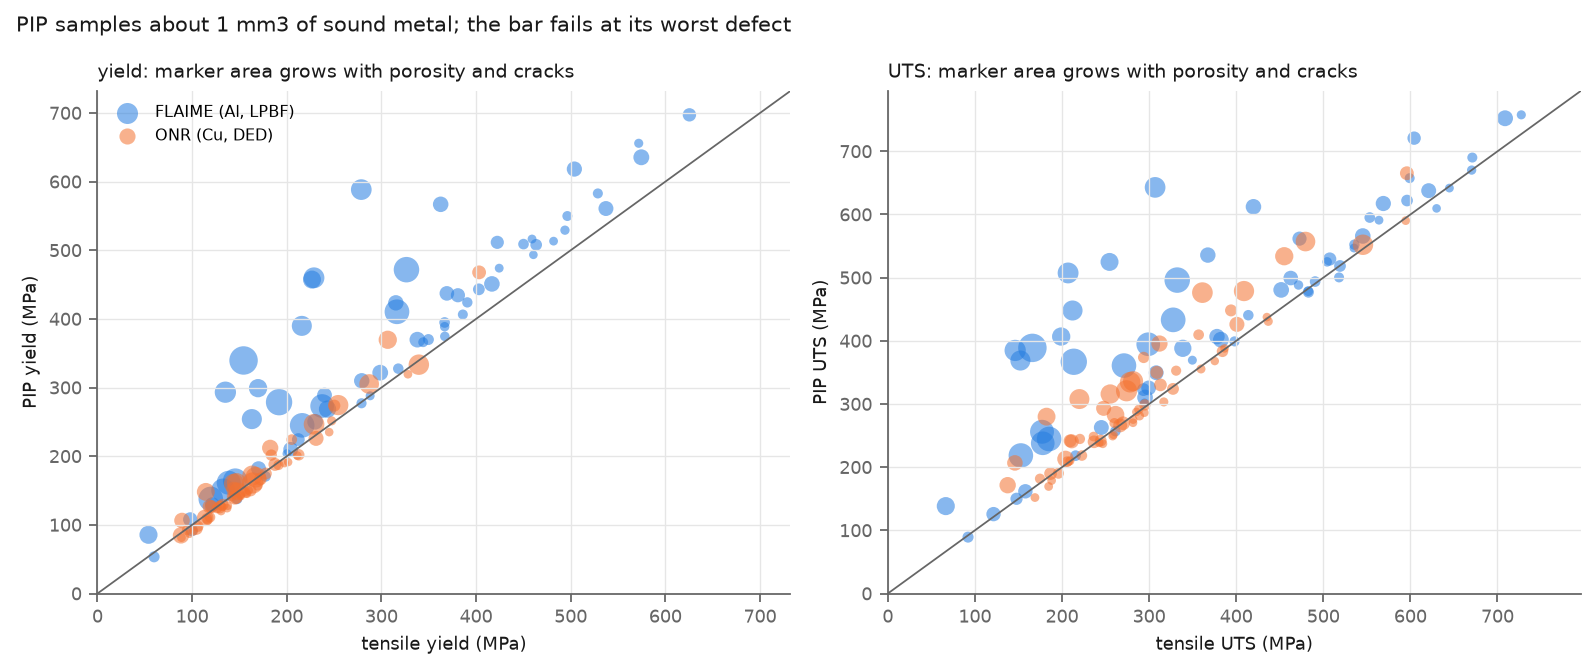 PIP samples about 1 mm3 of sound metal; the bar fails at its worst defect
yield: marker area grows with porosity and cracks
FLAIME (Al, LPBF)
ONR (Cu, DED)
700
600
500
400
300
200
100
0
0 100 200 300 400 500 600 700
PIP yield (MPa)
tensile yield (MPa)
UTS: marker area grows with porosity and cracks
700
600
500
400
300
200
100
0
0 100 200 300 400 500 600 700
PIP UTS (MPa)
tensile UTS (MPa)